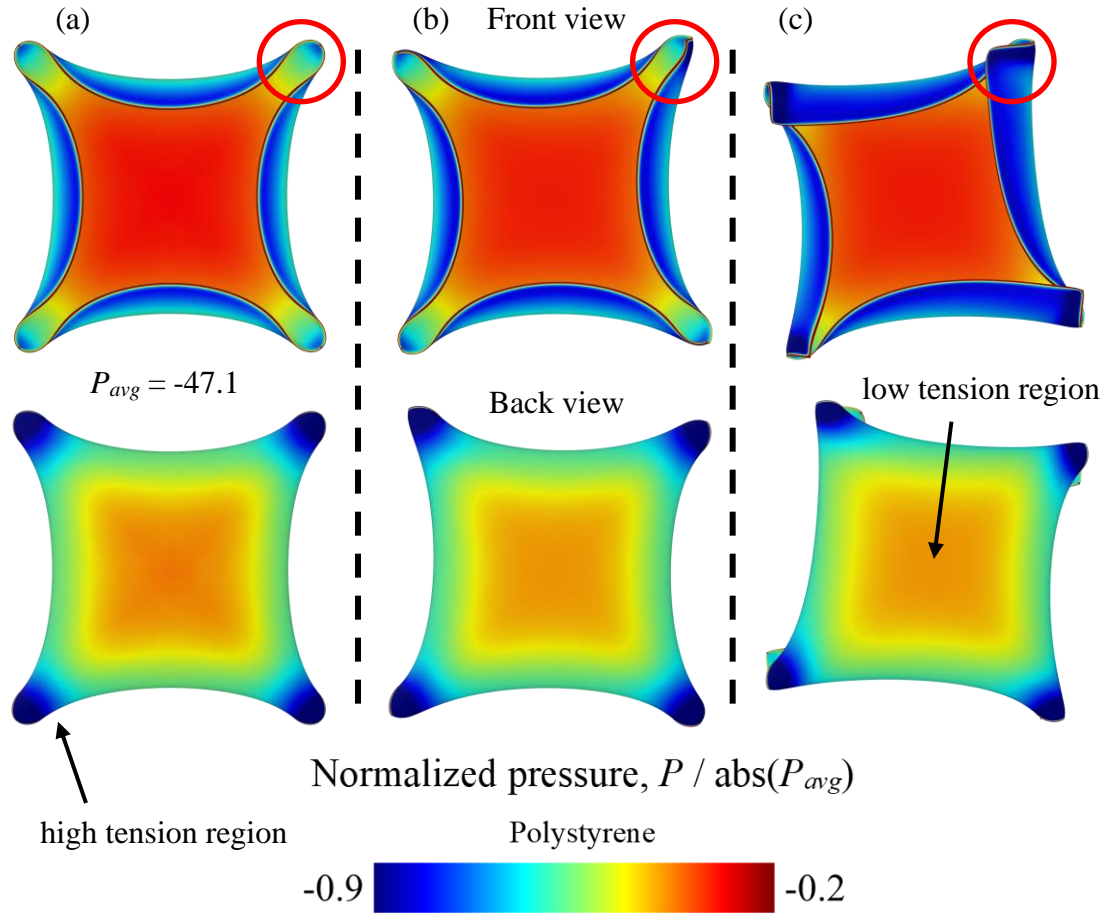 (a)
(b)
Front view
(c)
P_avg = -47.1
Back view
low tension region
high tension region
Normalized pressure, P / abs(P_avg)
Polystyrene
-0.9
-0.2